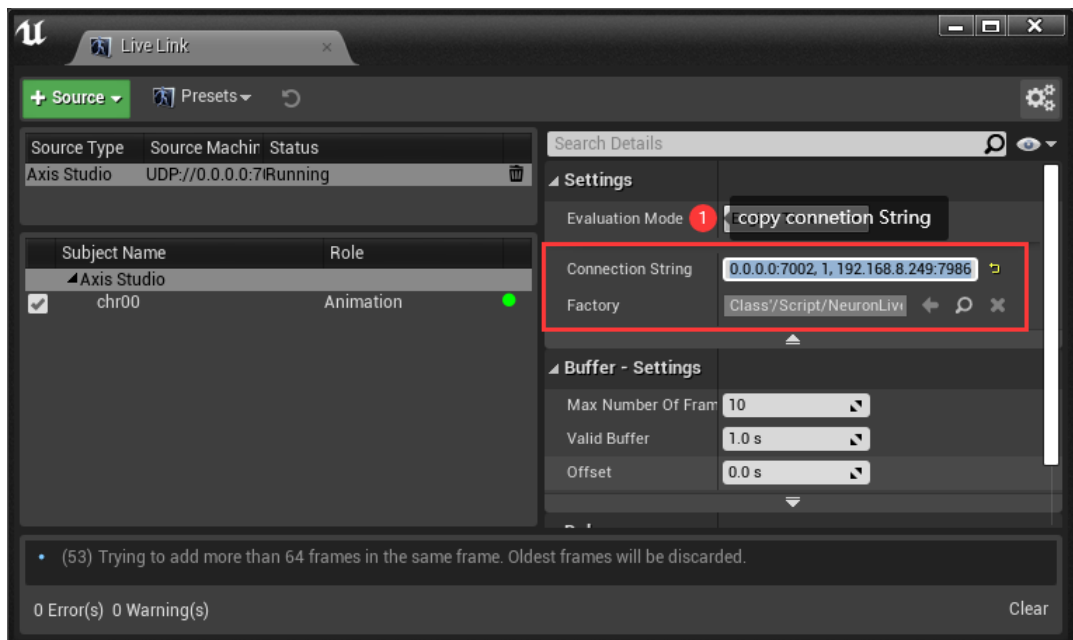 Live Link
+ Source
Presets
Source Type Source Machin Status
Axis Studio UDP://0.0.0.0:7( Running
Subject Name Role
Axis Studio
chr00 Animation
Search Details
Settings
Evaluation Mode 1 copy connetion String
Connection String 0.0.0.0:7002, 1, 192.168.8.249:7986
Factory Class'/Script/NeuronLive
Buffer - Settings
Max Number Of Fram 10
Valid Buffer 1.0 s
Offset 0.0 s
(53) Trying to add more than 64 frames in the same frame. Oldest frames will be discarded.
0 Error(s) 0 Warning(s)
Clear